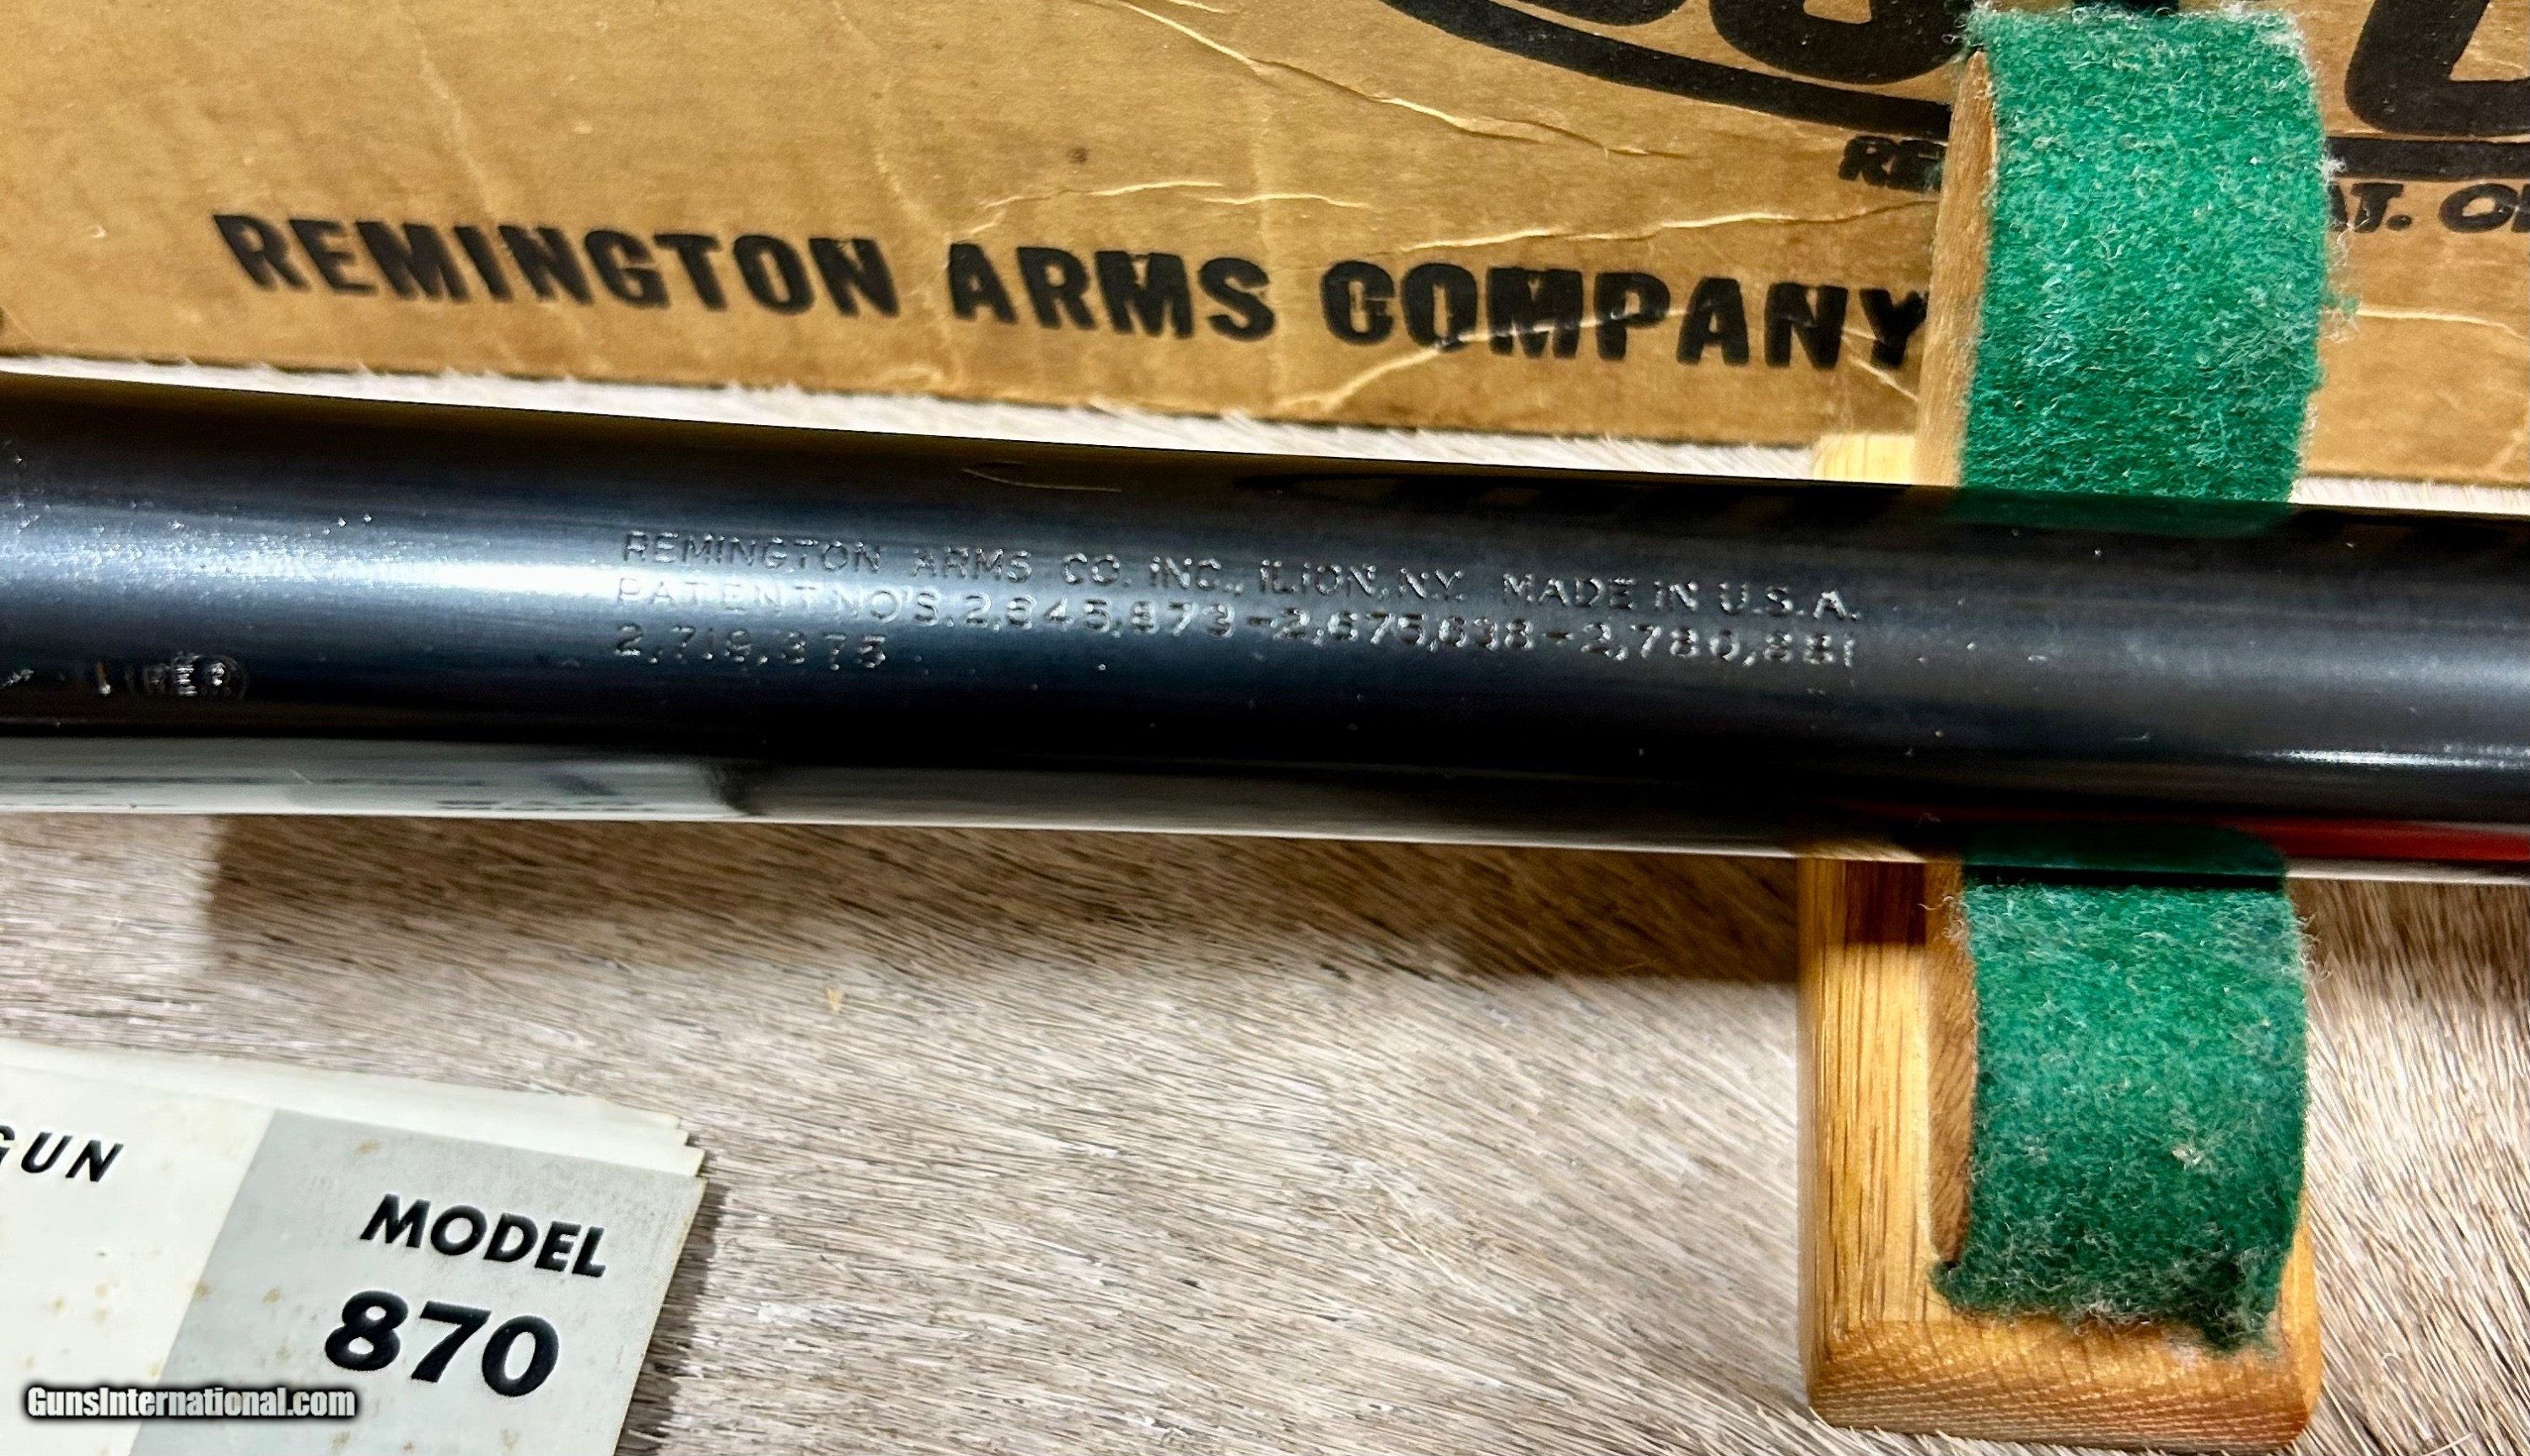 REMINGTON ARMS COMPANY
REMINGTON ARMS CO. INC., ILION, N.Y. MADE IN U.S.A.
PATENT NO'S. 2,645,873-2,675,638-2,780,881
2,719,375
GUN
MODEL
870
GunsInternational.com